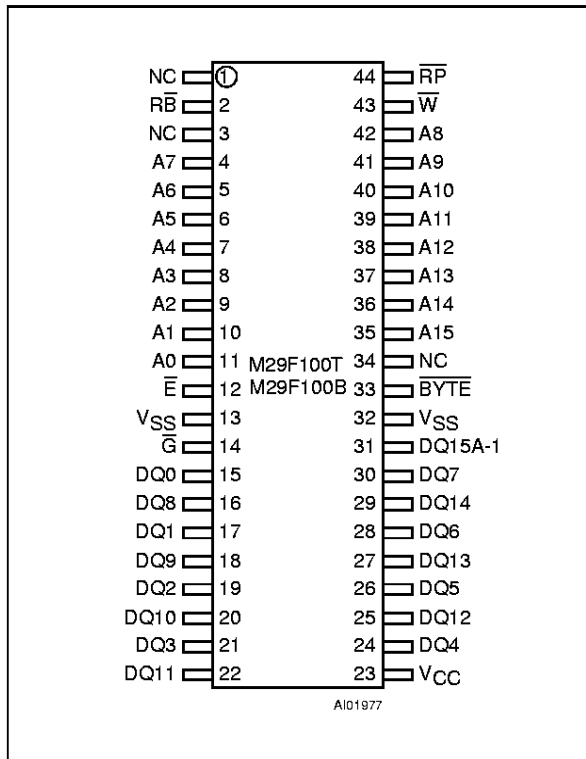 NC 1 44 R̅P̅
RB̅ 2 43 W̅
NC 3 42 A8
A7 4 41 A9
A6 5 40 A10
A5 6 39 A11
A4 7 38 A12
A3 8 37 A13
A2 9 36 A14
A1 10 35 A15
A0 11 M29F100T 34 NC
E̅ 12 M29F100B 33 B̅Y̅T̅E̅
VSS 13 32 VSS
G̅ 14 31 DQ15A-1
DQ0 15 30 DQ7
DQ8 16 29 DQ14
DQ1 17 28 DQ6
DQ9 18 27 DQ13
DQ2 19 26 DQ5
DQ10 20 25 DQ12
DQ3 21 24 DQ4
DQ11 22 23 VCC
AI01977